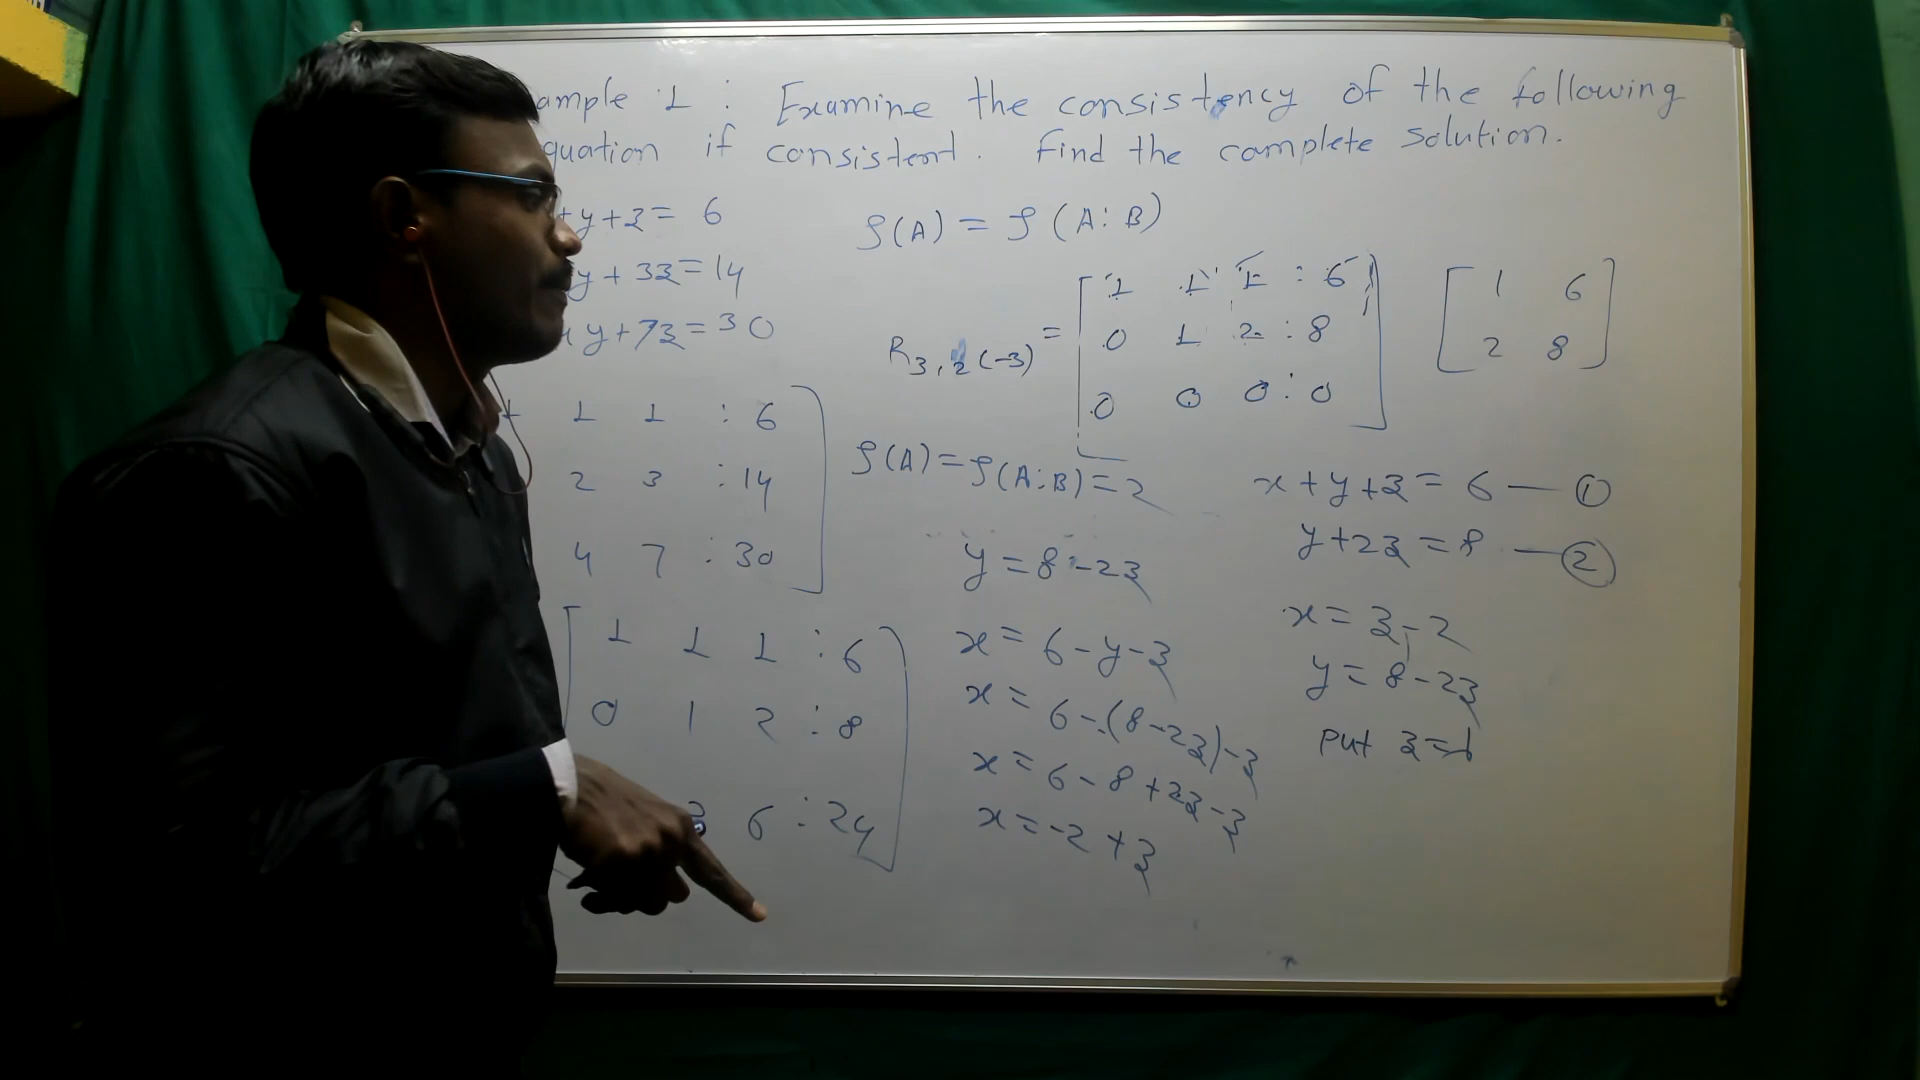 ample 1 : Examine the consistency of the following
quation if consistent. Find the complete solution.
+y+z = 6
y + 3z = 14
y + 7z = 30
1 1 1 : 6
2 3 : 14
4 7 : 30
1 1 1 : 6
0 1 2 : 8
6 : 24
ρ(A) = ρ(A:B)
R3,2(-3) =
1 1 1 : 6
0 1 2 : 8
0 0 0 : 0
1 6
2 8
ρ(A) = ρ(A:B) = 2
y = 8 - 2z
x = 6 - y - z
x = 6 - (8 - 2z) - z
x = 6 - 8 + 2z - z
x = -2 + z
x + y + z = 6 — ①
y + 2z = 8 — ②
x = z - 2
y = 8 - 2z
Put z =